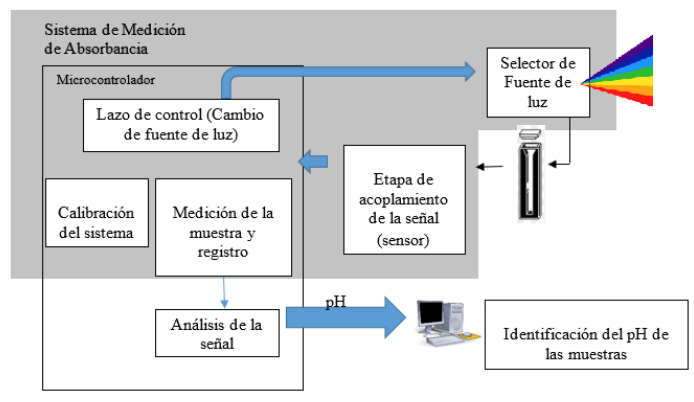 Sistema de Medición
de Absorbancia
Microcontrolador
Lazo de control (Cambio
de fuente de luz)
Selector de
Fuente de
luz
Etapa de
acoplamiento
de la señal
(sensor)
Calibración
del sistema
Medición de la
muestra y
registro
Análisis de la
señal
pH
Identificación del pH de
las muestras